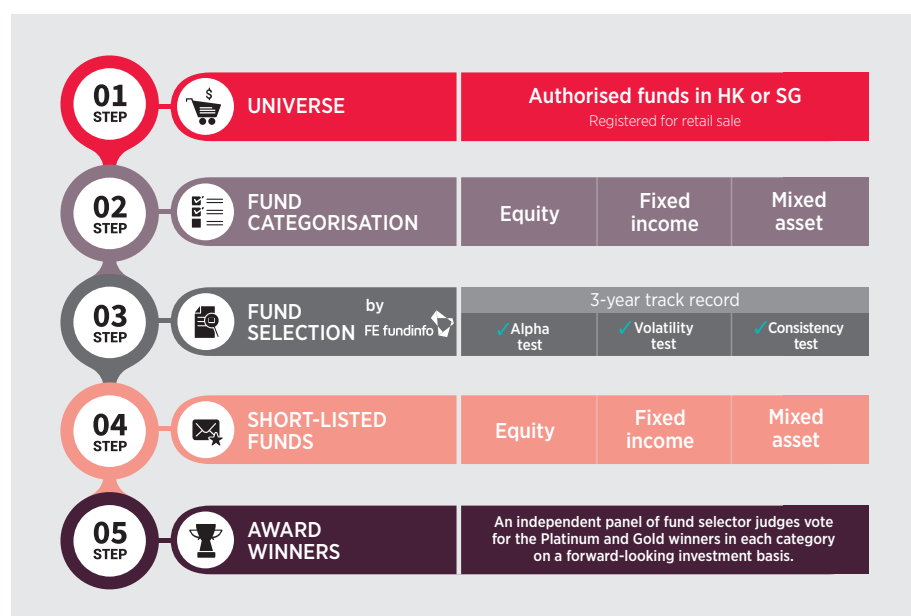 01
STEP
$
UNIVERSE
Authorised funds in HK or SG
Registered for retail sale
02
STEP
FUND
CATEGORISATION
Equity
Fixed
income
Mixed
asset
03
STEP
FUND
SELECTION
by
FE fundinfo
3-year track record
✓Alpha
test
✓Volatility
test
✓Consistency
test
04
STEP
SHORT-LISTED
FUNDS
Equity
Fixed
income
Mixed
asset
05
STEP
AWARD
WINNERS
An independent panel of fund selector judges vote
for the Platinum and Gold winners in each category
on a forward-looking investment basis.